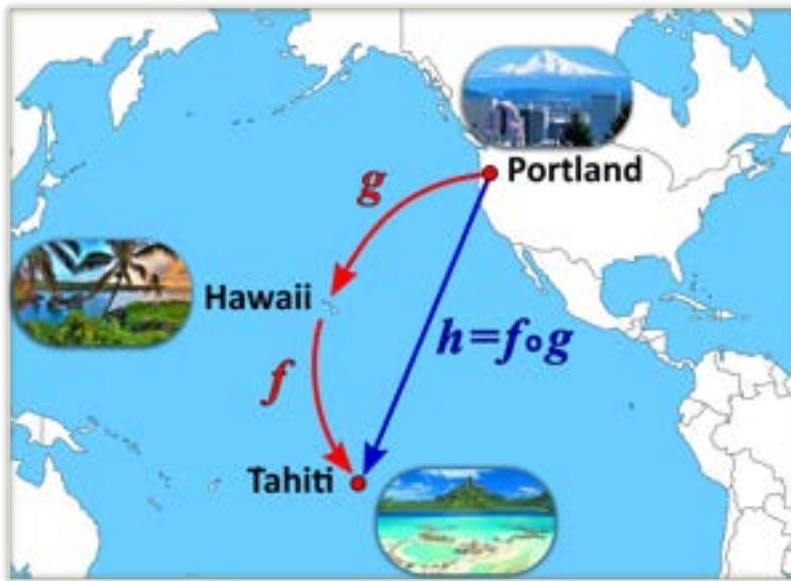 Portland
g
Hawaii
h=f∘g
f
Tahiti